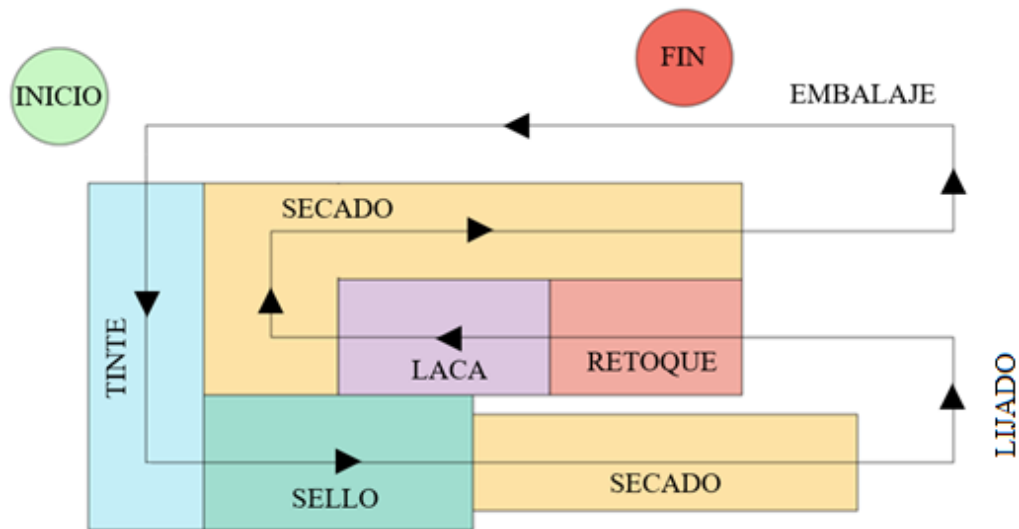 INICIO
FIN
EMBALAJE
SECADO
TINTE
LACA
RETOQUE
LIJADO
SELLO
SECADO